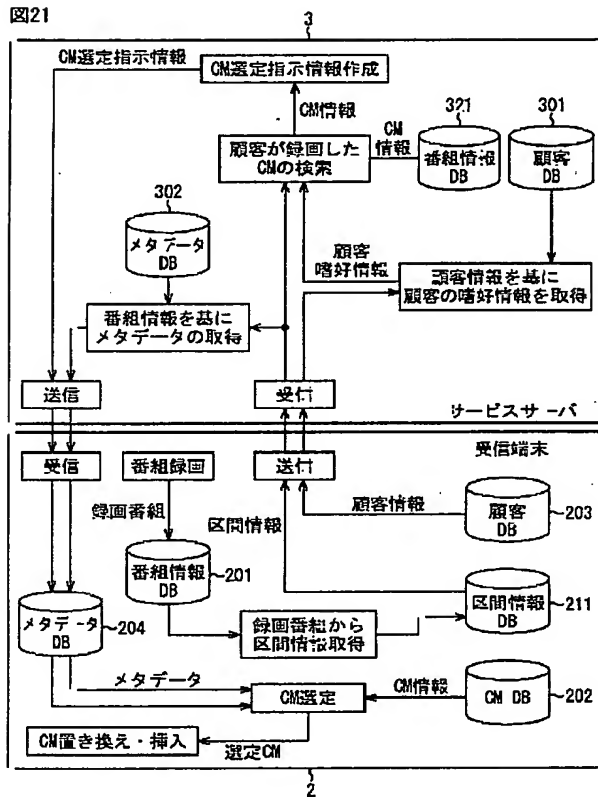 図21
3
CM選定指示情報
CM選定指示情報作成
CM情報
321
301
顧客が録画した
CMの検索
CM
情報
番組情報
DB
顧客
DB
302
メタデータ
DB
顧客
嗜好情報
顧客情報を基に
顧客の嗜好情報を取得
番組情報を基に
メタデータの取得
送信
受付
サービスサーバ
受信
番組録画
送付
受信端末
録画番組
区間情報
顧客情報
顧客
DB
203
番組情報
DB
201
区間情報
DB
211
メタデータ
DB
204
録画番組から
区間情報取得
メタデータ
CM選定
CM情報
CM DB
202
CM置き換え・挿入
選定CM
2